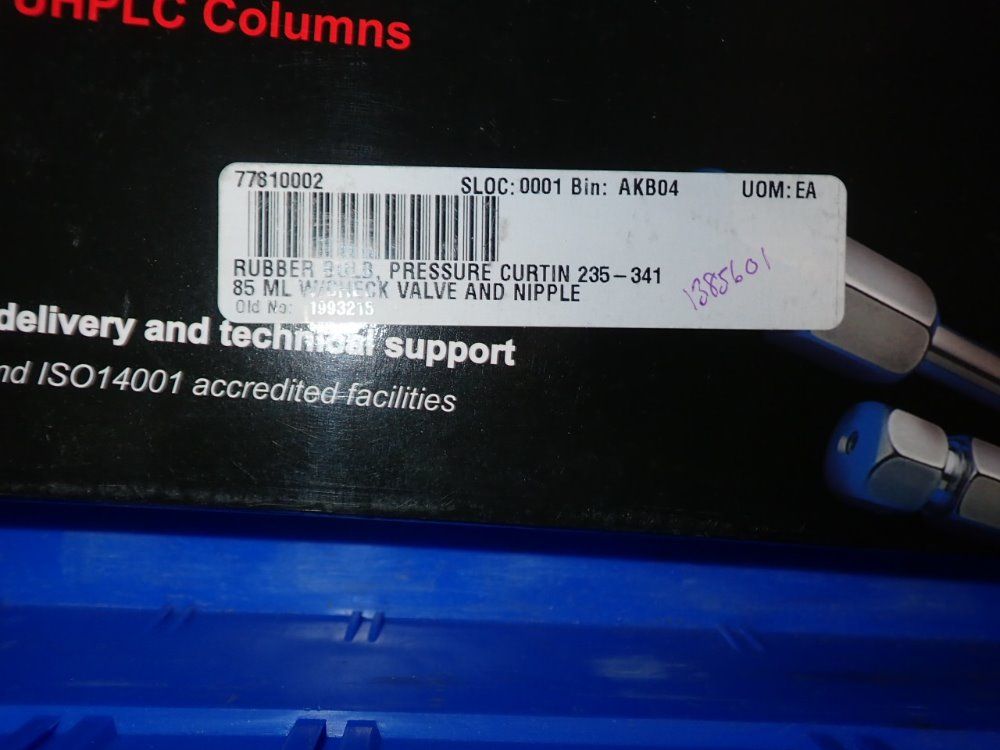 UHPLC Columns
77810002 SLOC: 0001 Bin: AKB04 UOM: EA
RUBBER BULB, PRESSURE CURTIN 235-341
85 ML W/CHECK VALVE AND NIPPLE
Old No: 1993215
1385601
delivery and technical support
nd ISO14001 accredited facilities